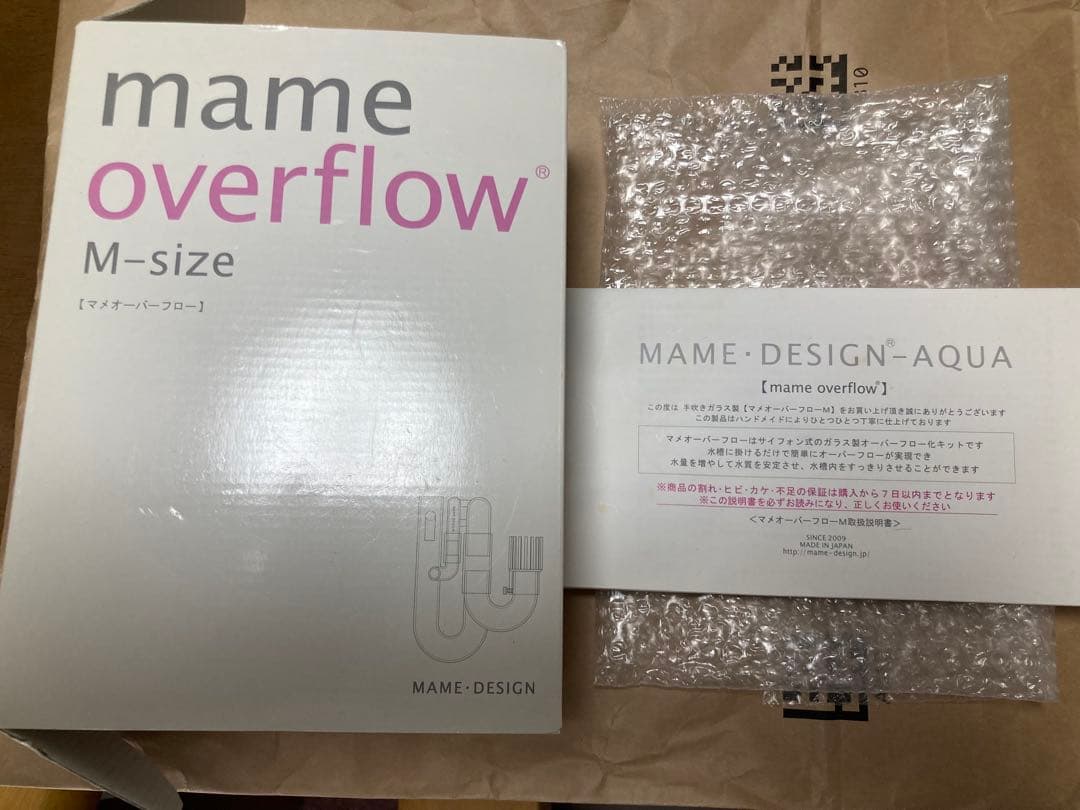 mame
overflow®
M-size
【マメオーバーフロー】
MAME・DESIGN
MAME・DESIGN®-AQUA
【mame overflow®】
この度は 手吹きガラス製【マメオーバーフローM】をお買い上げ頂き誠にありがとうございます
この製品はハンドメイドによりひとつひとつ丁寧に仕上げております
マメオーバーフローはサイフォン式のガラス製オーバーフロー化キットです
水槽に掛けるだけで簡単にオーバーフローが実現でき
水量を増やして水質を安定させ、水槽内をすっきりさせることができます
※商品の割れ・ヒビ・カケ・不足の保証は購入から7日以内までとなります
※この説明書を必ずお読みになり、正しくお使いください
＜マメオーバーフローM取扱説明書＞
SINCE 2009
MADE IN JAPAN
http://mame-design.jp/